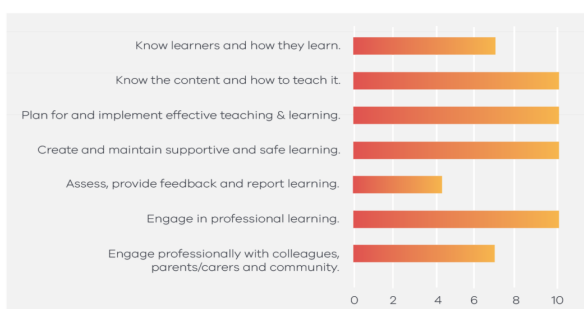 Know learners and how they learn.
Know the content and how to teach it.
Plan for and implement effective teaching & learning.
Create and maintain supportive and safe learning.
Assess, provide feedback and report learning.
Engage in professional learning.
Engage professionally with colleagues,
parents/carers and community.
0 2 4 6 8 10